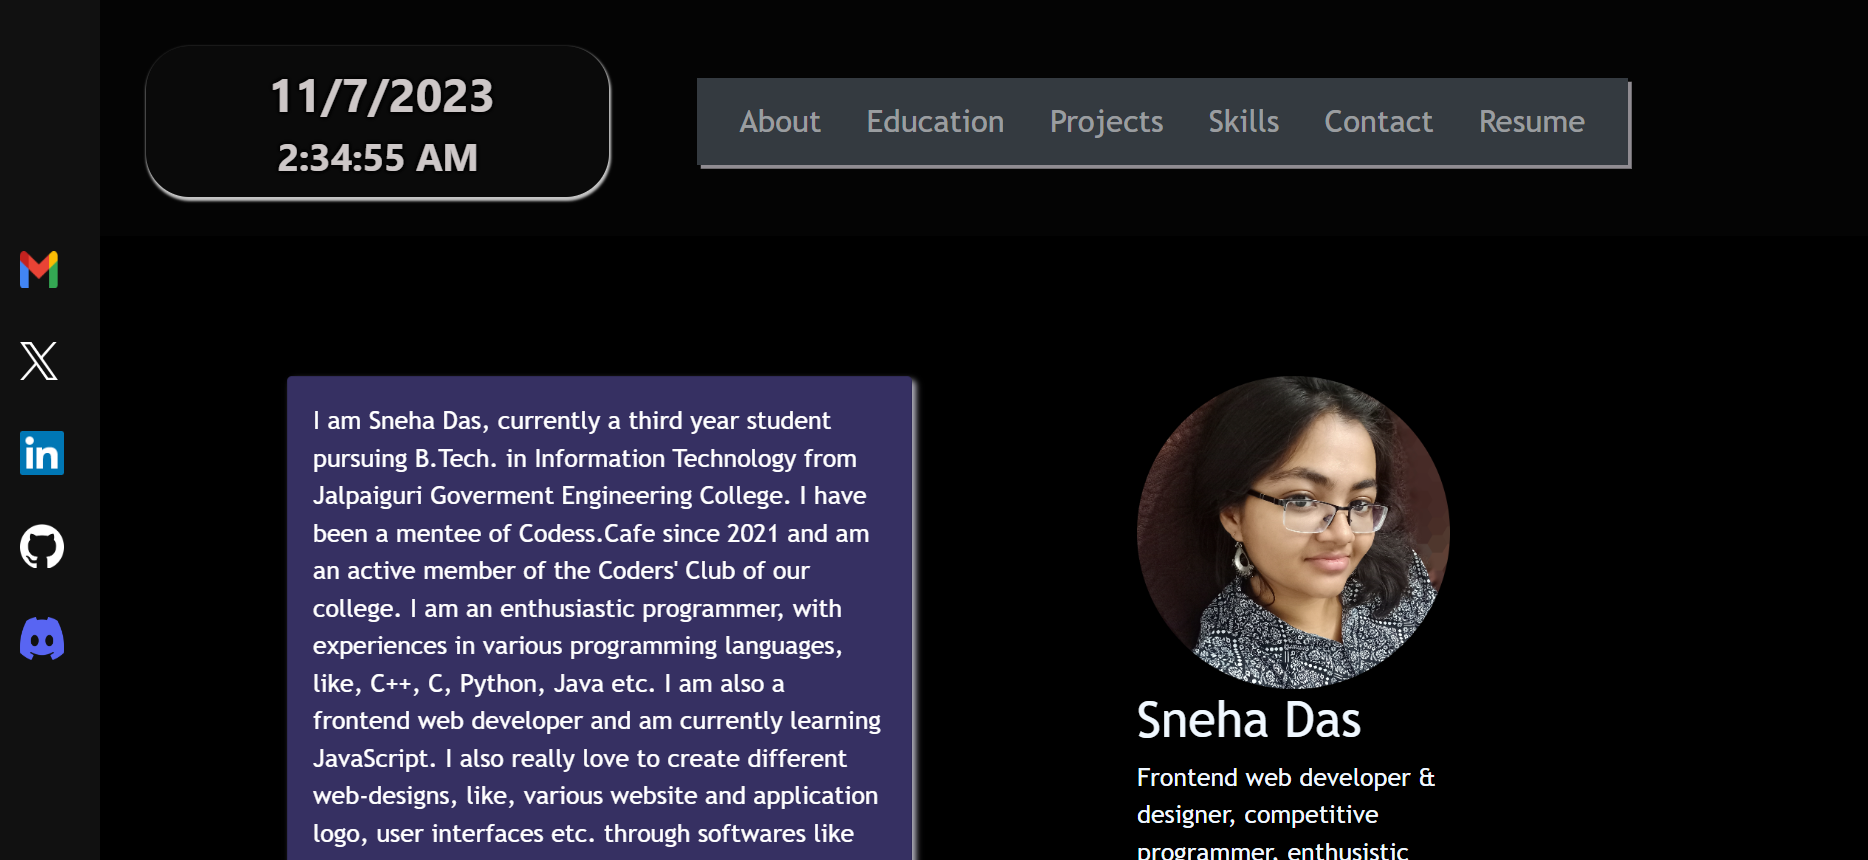 11/7/2023
2:34:55 AM
About Education Projects Skills Contact Resume
I am Sneha Das, currently a third year student
pursuing B.Tech. in Information Technology from
Jalpaiguri Goverment Engineering College. I have
been a mentee of Codess.Cafe since 2021 and am
an active member of the Coders' Club of our
college. I am an enthusiastic programmer, with
experiences in various programming languages,
like, C++, C, Python, Java etc. I am also a
frontend web developer and am currently learning
JavaScript. I also really love to create different
web-designs, like, various website and application
logo, user interfaces etc. through softwares like
Sneha Das
Frontend web developer &
designer, competitive
programmer, enthusistic